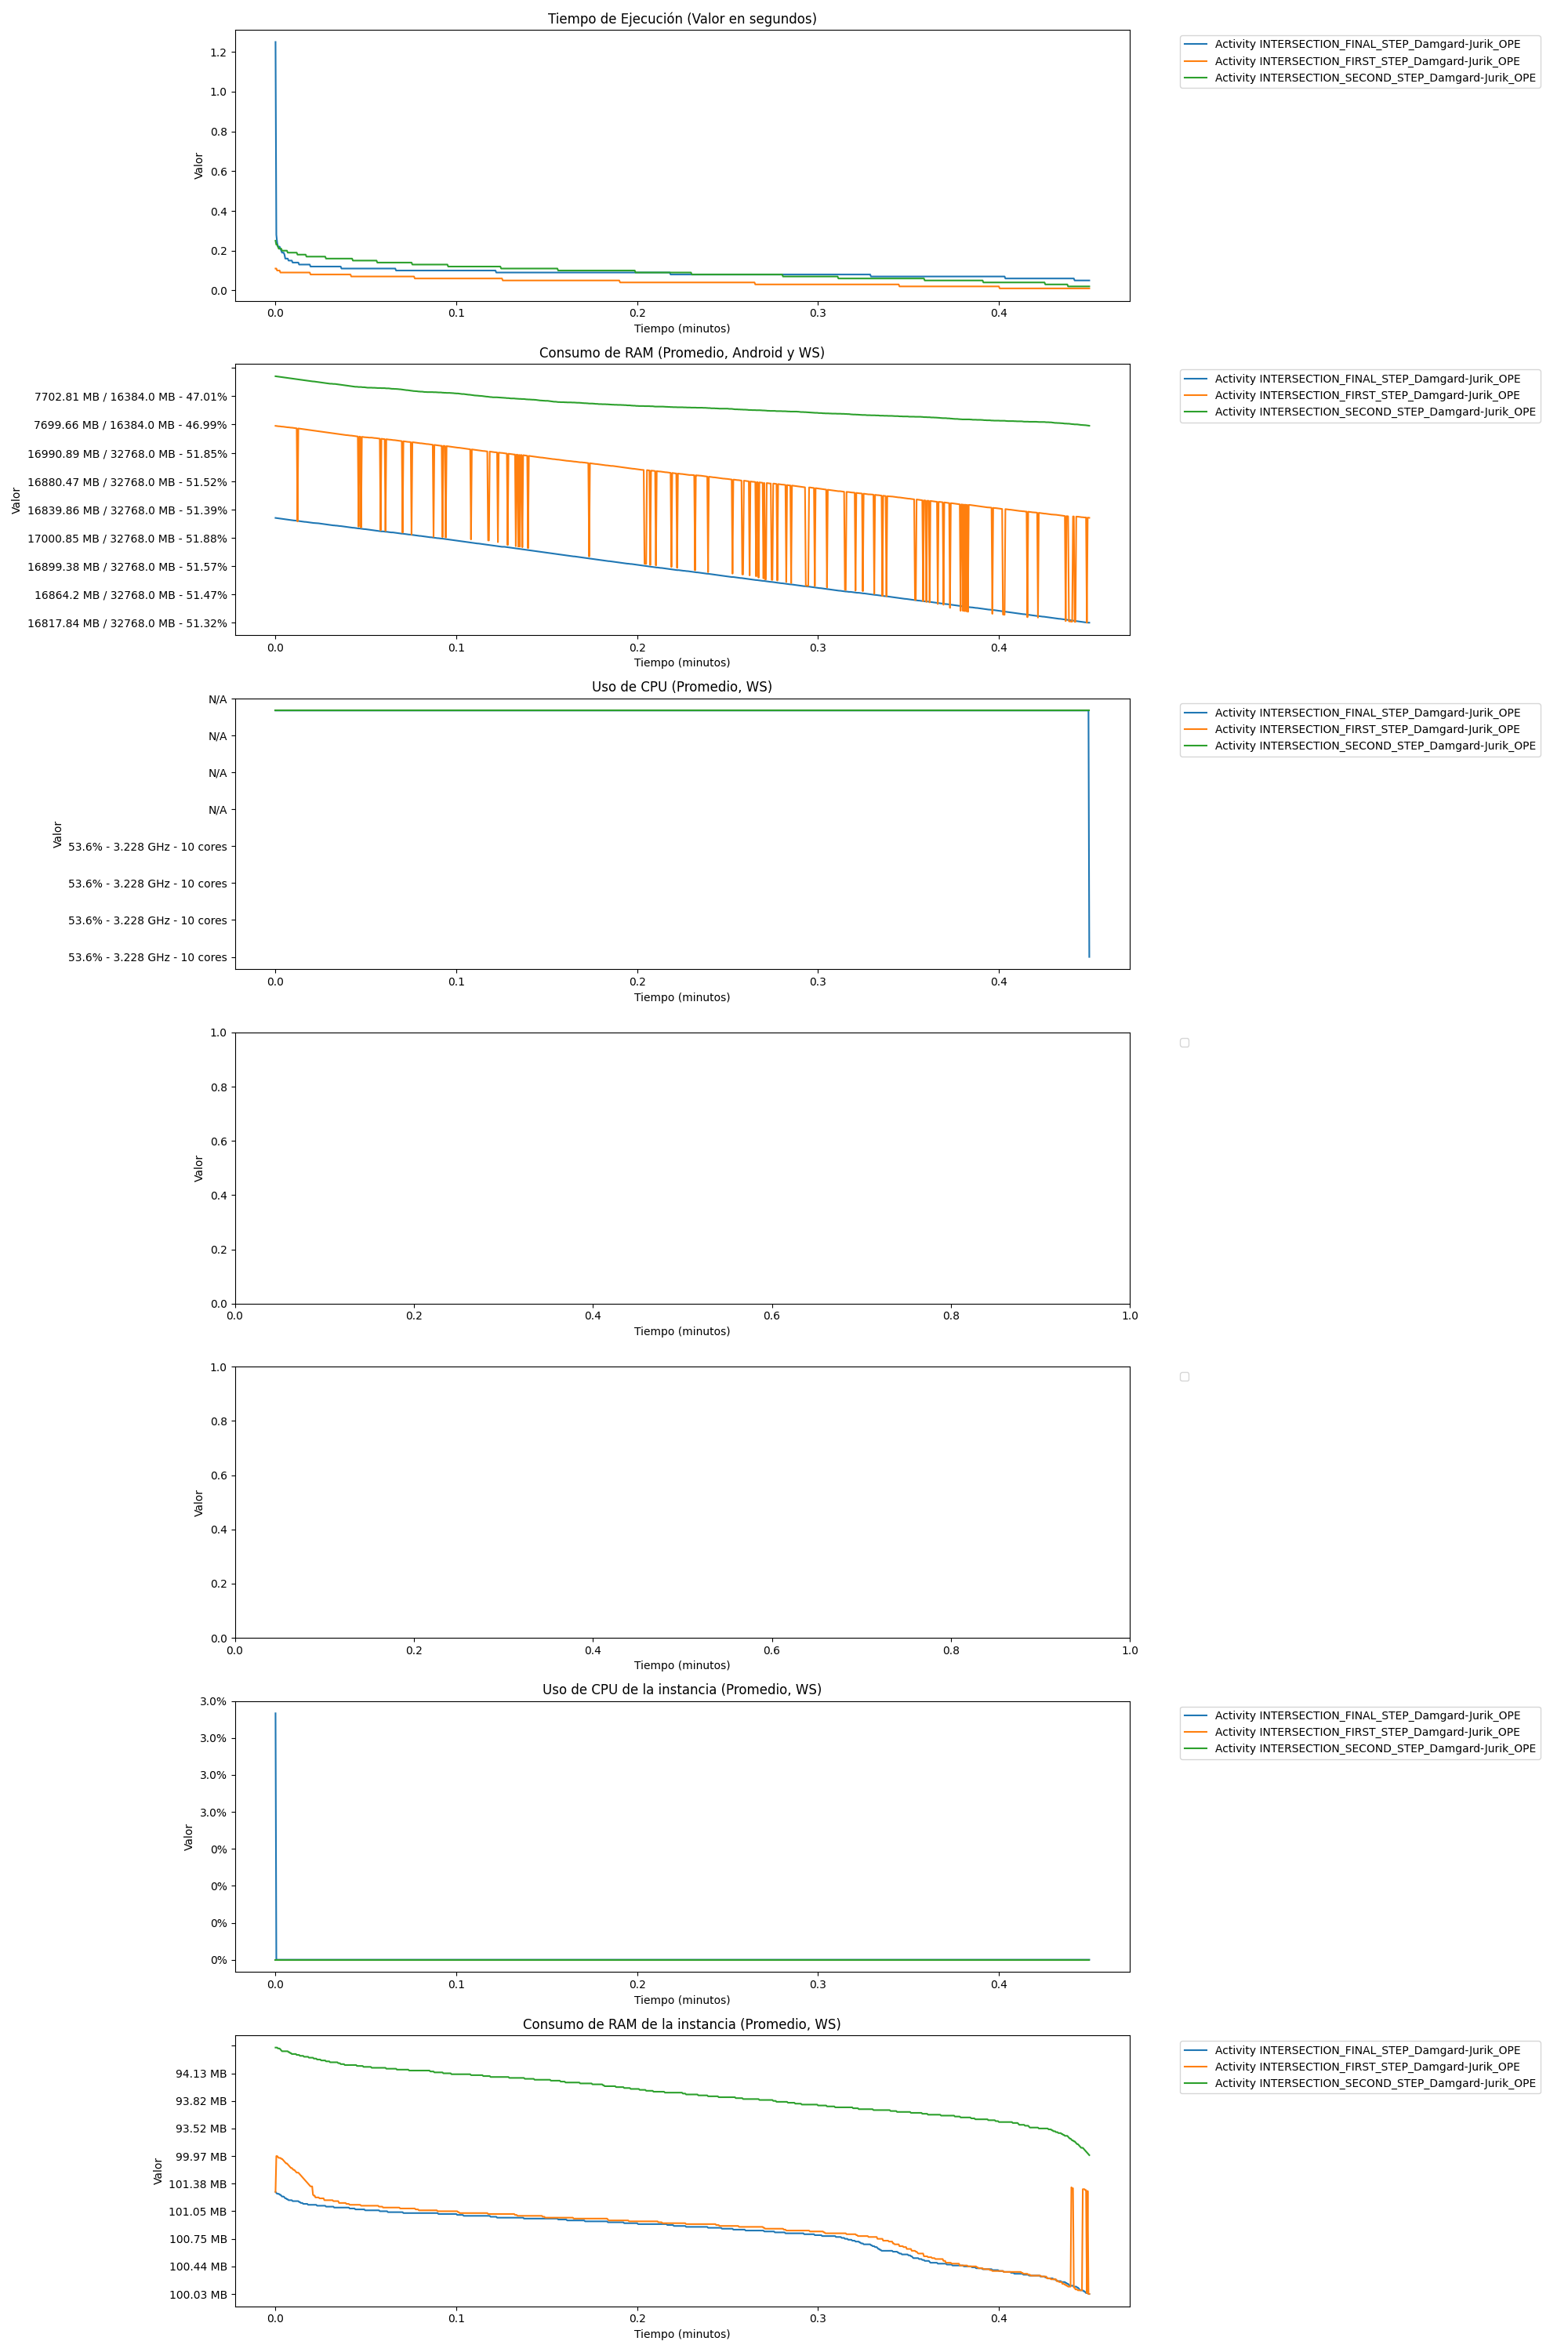 Tiempo de Ejecución (Valor en segundos)
1.2
1.0
0.8
0.6
0.4
0.2
0.0
Valor
0.0 0.1 0.2 0.3 0.4
Tiempo (minutos)
Activity INTERSECTION_FINAL_STEP_Damgard-Jurik_OPE
Activity INTERSECTION_FIRST_STEP_Damgard-Jurik_OPE
Activity INTERSECTION_SECOND_STEP_Damgard-Jurik_OPE
Consumo de RAM (Promedio, Android y WS)
7702.81 MB / 16384.0 MB - 47.01%
7699.66 MB / 16384.0 MB - 46.99%
16990.89 MB / 32768.0 MB - 51.85%
16880.47 MB / 32768.0 MB - 51.52%
16839.86 MB / 32768.0 MB - 51.39%
17000.85 MB / 32768.0 MB - 51.88%
16899.38 MB / 32768.0 MB - 51.57%
16864.2 MB / 32768.0 MB - 51.47%
16817.84 MB / 32768.0 MB - 51.32%
Valor
0.0 0.1 0.2 0.3 0.4
Tiempo (minutos)
Activity INTERSECTION_FINAL_STEP_Damgard-Jurik_OPE
Activity INTERSECTION_FIRST_STEP_Damgard-Jurik_OPE
Activity INTERSECTION_SECOND_STEP_Damgard-Jurik_OPE
Uso de CPU (Promedio, WS)
N/A
N/A
N/A
N/A
53.6% - 3.228 GHz - 10 cores
53.6% - 3.228 GHz - 10 cores
53.6% - 3.228 GHz - 10 cores
53.6% - 3.228 GHz - 10 cores
Valor
0.0 0.1 0.2 0.3 0.4
Tiempo (minutos)
Activity INTERSECTION_FINAL_STEP_Damgard-Jurik_OPE
Activity INTERSECTION_FIRST_STEP_Damgard-Jurik_OPE
Activity INTERSECTION_SECOND_STEP_Damgard-Jurik_OPE
1.0
0.8
0.6
0.4
0.2
0.0
Valor
0.0 0.2 0.4 0.6 0.8 1.0
Tiempo (minutos)
1.0
0.8
0.6
0.4
0.2
0.0
Valor
0.0 0.2 0.4 0.6 0.8 1.0
Tiempo (minutos)
Uso de CPU de la instancia (Promedio, WS)
3.0%
3.0%
3.0%
3.0%
0%
0%
0%
0%
Valor
0.0 0.1 0.2 0.3 0.4
Tiempo (minutos)
Activity INTERSECTION_FINAL_STEP_Damgard-Jurik_OPE
Activity INTERSECTION_FIRST_STEP_Damgard-Jurik_OPE
Activity INTERSECTION_SECOND_STEP_Damgard-Jurik_OPE
Consumo de RAM de la instancia (Promedio, WS)
94.13 MB
93.82 MB
93.52 MB
99.97 MB
101.38 MB
101.05 MB
100.75 MB
100.44 MB
100.03 MB
Valor
0.0 0.1 0.2 0.3 0.4
Tiempo (minutos)
Activity INTERSECTION_FINAL_STEP_Damgard-Jurik_OPE
Activity INTERSECTION_FIRST_STEP_Damgard-Jurik_OPE
Activity INTERSECTION_SECOND_STEP_Damgard-Jurik_OPE